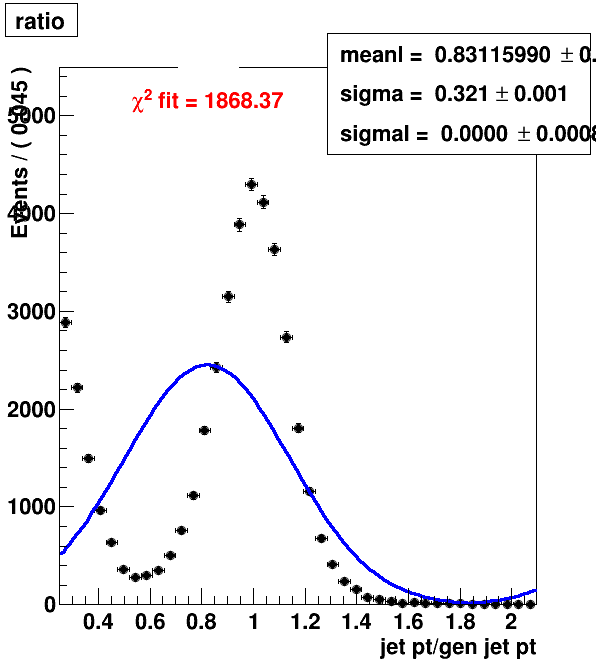 ratio
meanl = 0.83115990 ± 0.
sigma = 0.321 ± 0.001
sigmal = 0.0000 ± 0.0008
χ² fit = 1868.37
Events / ( 0.045 )
5000
4000
3000
2000
1000
0
0.4 0.6 0.8 1 1.2 1.4 1.6 1.8 2
jet pt/gen jet pt